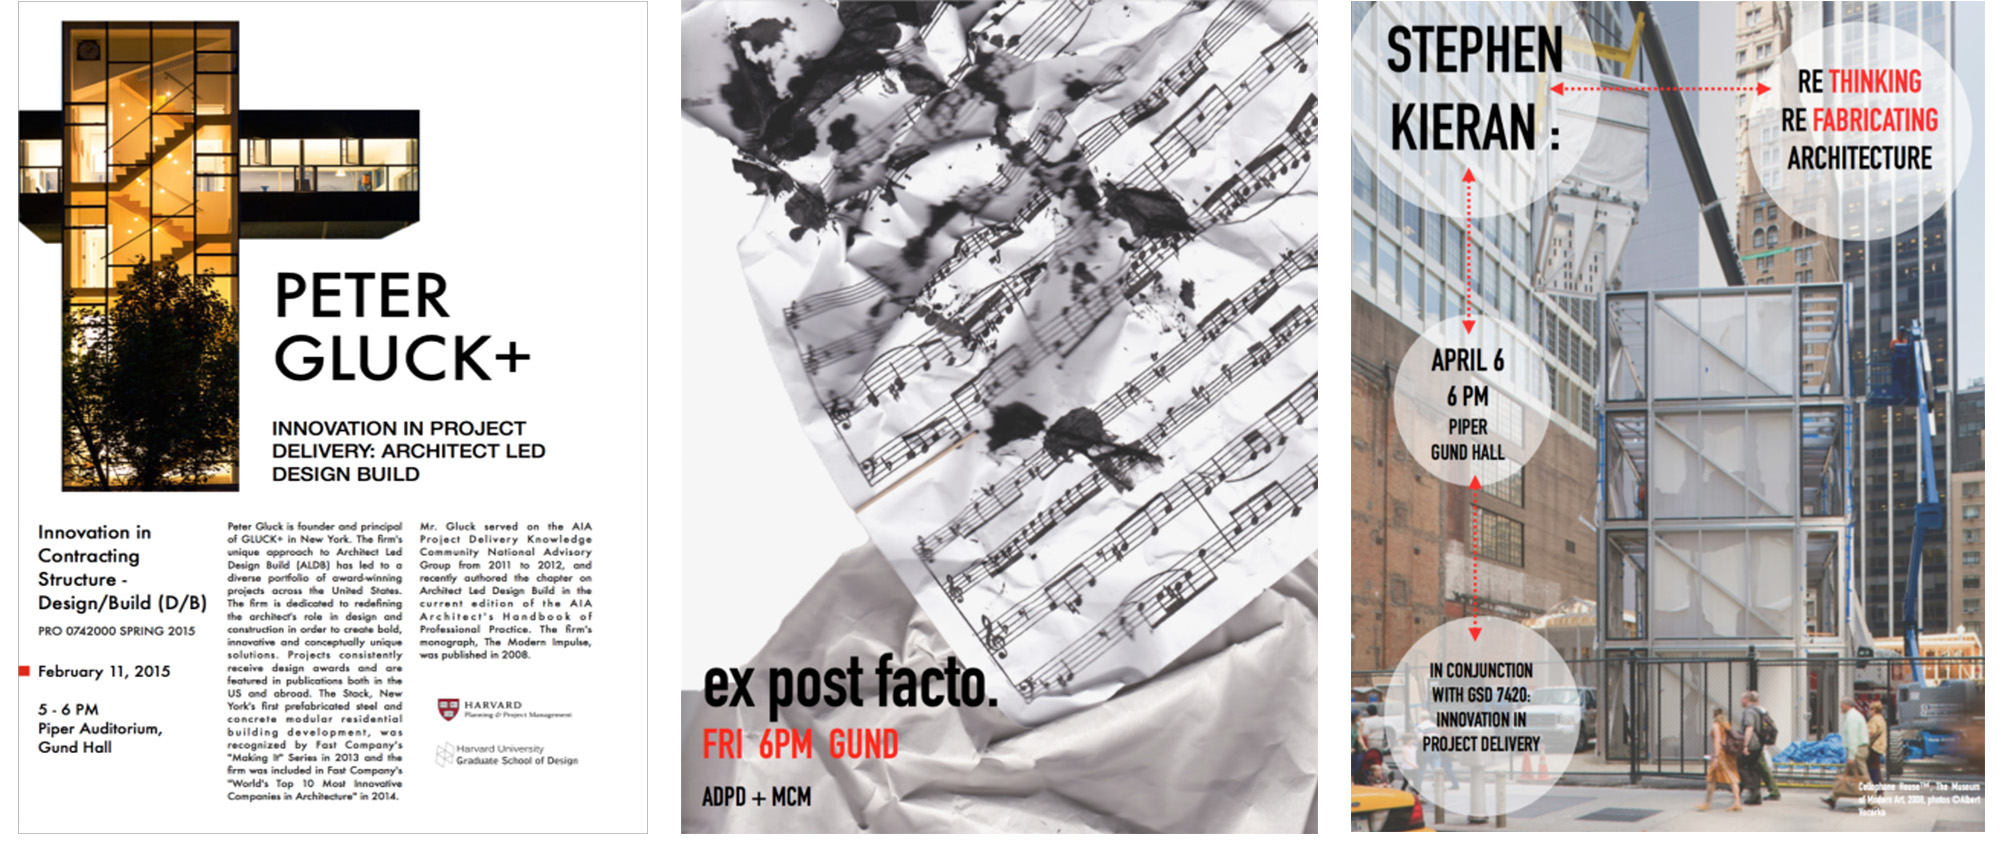 PETER
GLUCK+
INNOVATION IN PROJECT
DELIVERY: ARCHITECT LED
DESIGN BUILD
Innovation in
Contracting
Structure -
Design/Build (D/B)
PRO 0742000 SPRING 2015
February 11, 2015
5 - 6 PM
Piper Auditorium,
Gund Hall
Peter Gluck is founder and principal
of GLUCK+ in New York. The firm's
unique approach to Architect Led
Design Build (ALDB) has led to a
diverse portfolio of award-winning
projects across the United States.
The firm is dedicated to redefining
the architect's role in design and
construction in order to create bold,
innovative and conceptually unique
solutions. Projects consistently
receive design awards and are
featured in publications both in the
US and abroad. The Stack, New
York's first prefabricated steel and
concrete modular residential
building development, was
recognized by Fast Company's
"Making It" Series in 2013 and the
firm was included in Fast Company's
"World's Top 10 Most Innovative
Companies in Architecture" in 2014.
Mr. Gluck served on the AIA
Project Delivery Knowledge
Community National Advisory
Group from 2011 to 2012, and
recently authored the chapter on
Architect Led Design Build in the
current edition of the AIA
Architect's Handbook of
Professional Practice. The firm's
monograph, The Modern Impulse,
was published in 2008.
HARVARD
Planning & Project Management
Harvard University
Graduate School of Design
ex post facto.
FRI 6PM GUND
ADPD + MCM
STEPHEN
KIERAN :
RE THINKING
RE FABRICATING
ARCHITECTURE
APRIL 6
6 PM
PIPER
GUND HALL
IN CONJUNCTION
WITH GSD 7420:
INNOVATION IN
PROJECT DELIVERY
Cellophane House™, The Museum
of Modern Art, 2008, photos ©Albert
Vecerka